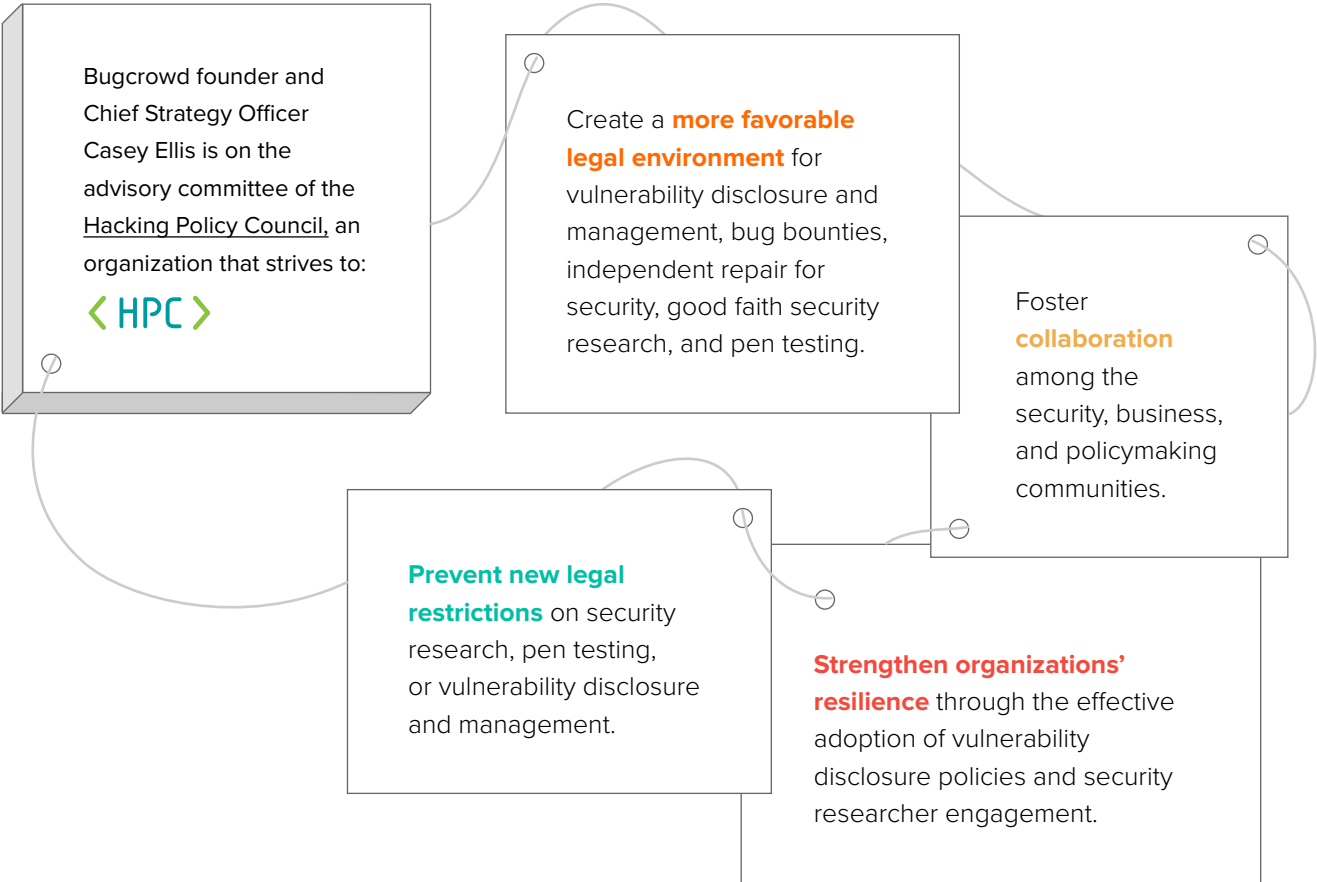 Bugcrowd founder and
Chief Strategy Officer
Casey Ellis is on the
advisory committee of the
Hacking Policy Council, an
organization that strives to:
HPC
Create a more favorable
legal environment for
vulnerability disclosure and
management, bug bounties,
independent repair for
security, good faith security
research, and pen testing.
Foster
collaboration
among the
security, business,
and policymaking
communities.
Prevent new legal
restrictions on security
research, pen testing,
or vulnerability disclosure
and management.
Strengthen organizations’
resilience through the effective
adoption of vulnerability
disclosure policies and security
researcher engagement.